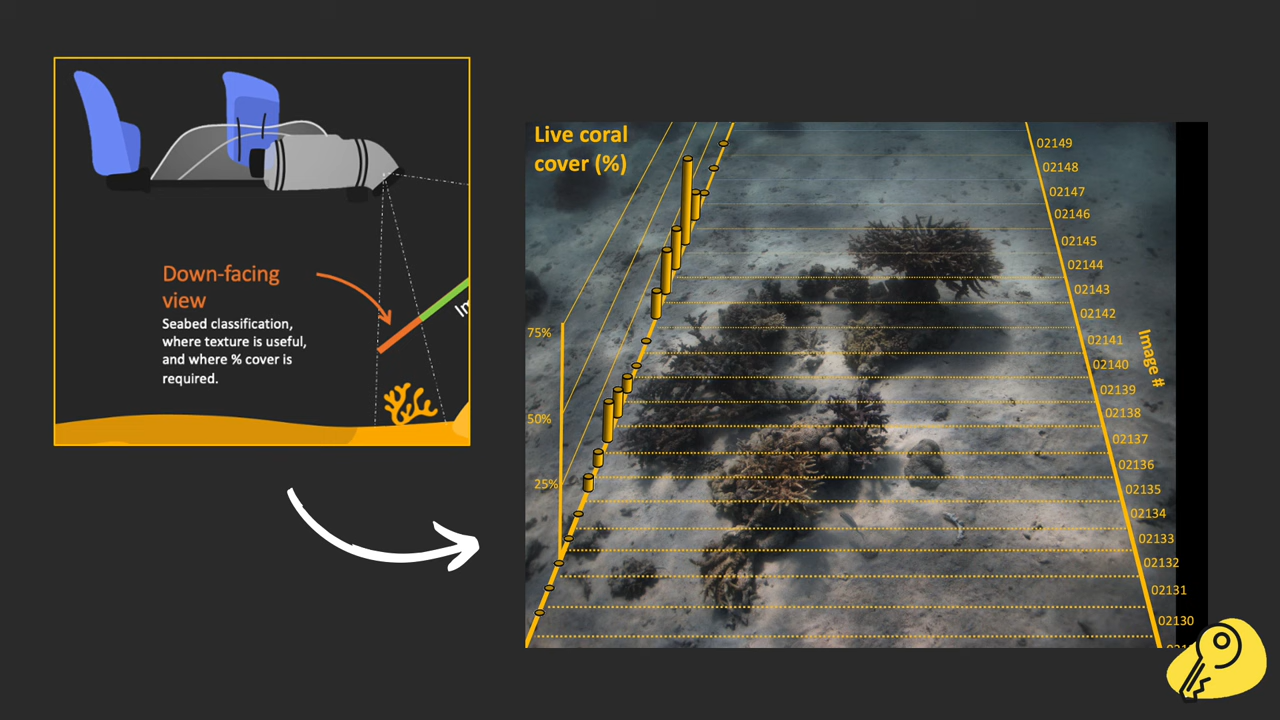 Down-facing
view
Seabed classification,
where texture is useful,
and where % cover is
required.
Live coral
cover (%)
75%
50%
25%
02149
02148
02147
02146
02145
02144
02143
02142
02141
02140
02139
02138
02137
02136
02135
02134
02133
02132
02131
02130
Image #